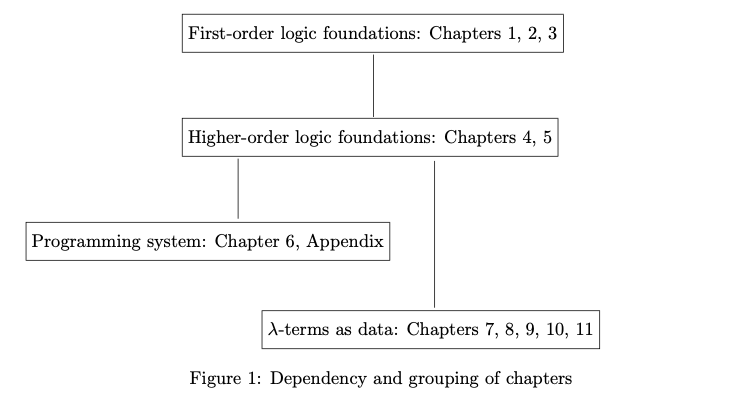 First-order logic foundations: Chapters 1, 2, 3
Higher-order logic foundations: Chapters 4, 5
Programming system: Chapter 6, Appendix
λ-terms as data: Chapters 7, 8, 9, 10, 11
Figure 1: Dependency and grouping of chapters